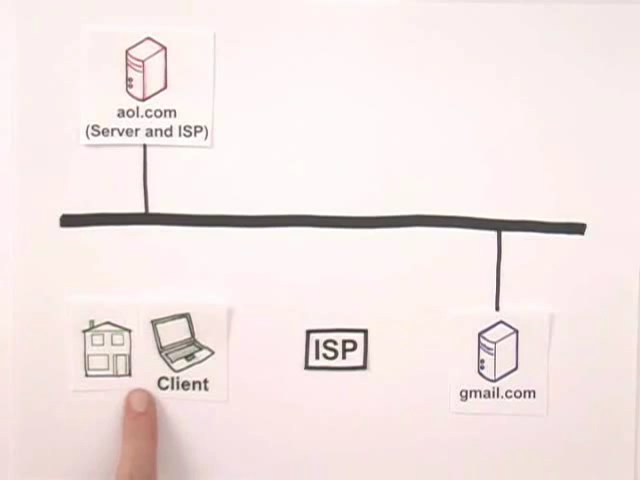 aol.com
(Server and ISP)
Client
ISP
gmail.com